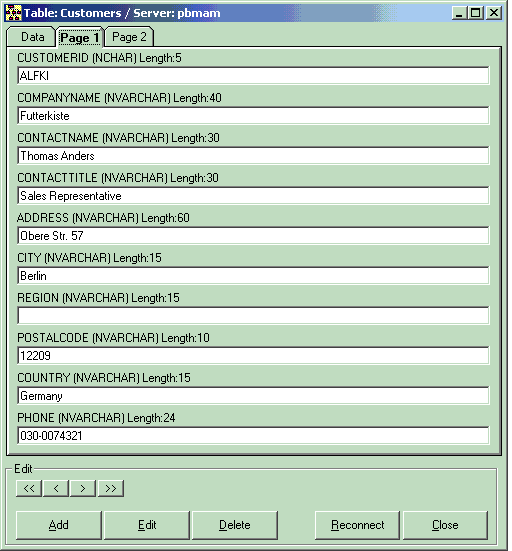 Table: Customers / Server: pbmam
Data Page 1 Page 2
CUSTOMERID (NCHAR) Length:5
ALFKI
COMPANYNAME (NVARCHAR) Length:40
Futterkiste
CONTACTNAME (NVARCHAR) Length:30
Thomas Anders
CONTACTTITLE (NVARCHAR) Length:30
Sales Representative
ADDRESS (NVARCHAR) Length:60
Obere Str. 57
CITY (NVARCHAR) Length:15
Berlin
REGION (NVARCHAR) Length:15
POSTALCODE (NVARCHAR) Length:10
12209
COUNTRY (NVARCHAR) Length:15
Germany
PHONE (NVARCHAR) Length:24
030-0074321
Edit
<< < > >>
Add Edit Delete Reconnect Close